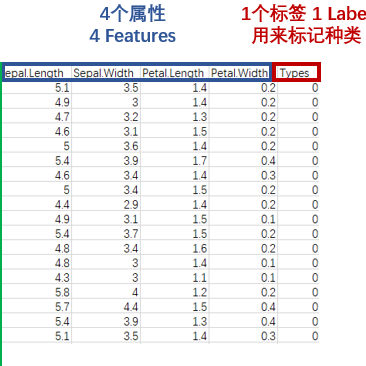 4个属性 1个标签 1 Labe
4 Features 用来标记种类
epal.Length Sepal.Width Petal.Length Petal.Width Types
5.1 3.5 1.4 0.2 0
4.9 3 1.4 0.2 0
4.7 3.2 1.3 0.2 0
4.6 3.1 1.5 0.2 0
5 3.6 1.4 0.2 0
5.4 3.9 1.7 0.4 0
4.6 3.4 1.4 0.3 0
5 3.4 1.5 0.2 0
4.4 2.9 1.4 0.2 0
4.9 3.1 1.5 0.1 0
5.4 3.7 1.5 0.2 0
4.8 3.4 1.6 0.2 0
4.8 3 1.4 0.1 0
4.3 3 1.1 0.1 0
5.8 4 1.2 0.2 0
5.7 4.4 1.5 0.4 0
5.4 3.9 1.3 0.4 0
5.1 3.5 1.4 0.3 0